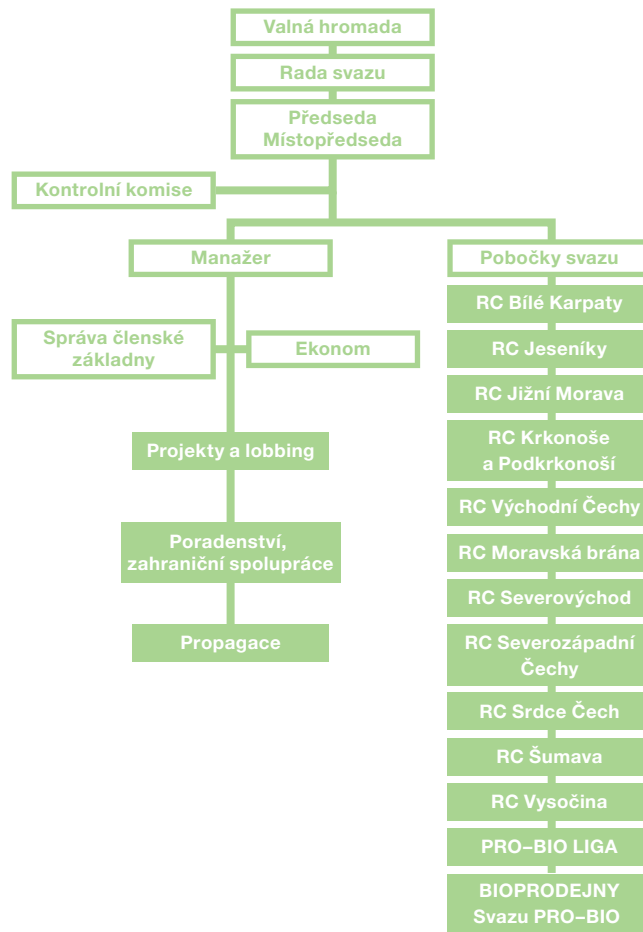 Valná hromada
Rada svazu
Předseda
Místopředseda
Kontrolní komise
Manažer
Správa členské
základny
Ekonom
Projekty a lobbing
Poradenství,
zahraniční spolupráce
Propagace
Pobočky svazu
RC Bílé Karpaty
RC Jeseníky
RC Jižní Morava
RC Krkonoše
a Podkrkonoší
RC Východní Čechy
RC Moravská brána
RC Severovýchod
RC Severozápadní
Čechy
RC Srdce Čech
RC Šumava
RC Vysočina
PRO–BIO LIGA
BIOPRODEJNY
Svazu PRO–BIO